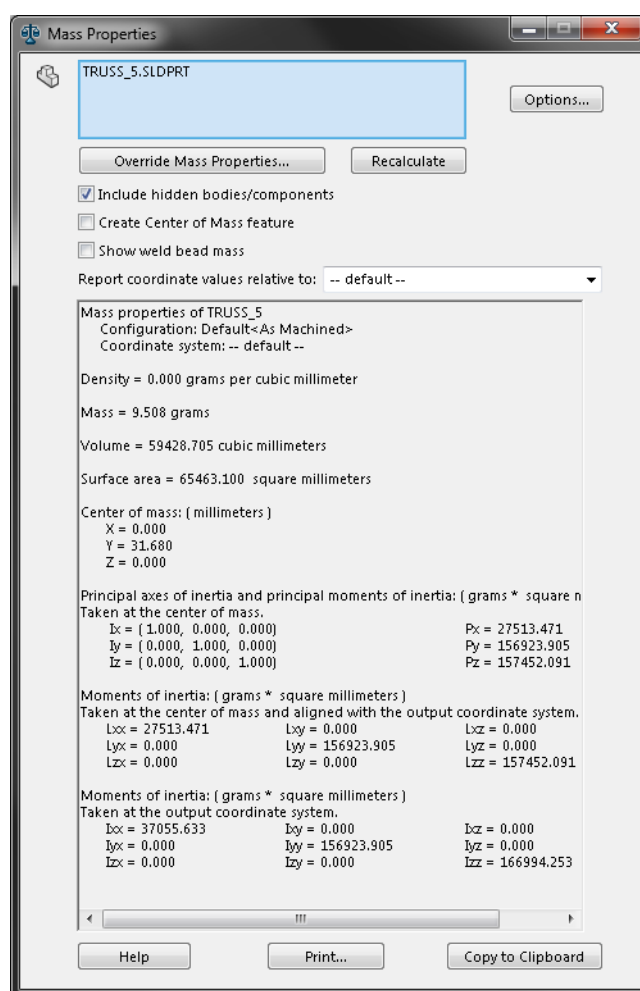 Mass Properties
TRUSS_5.SLDPRT
Options...
Override Mass Properties... Recalculate
Include hidden bodies/components
Create Center of Mass feature
Show weld bead mass
Report coordinate values relative to: -- default --
Mass properties of TRUSS_5
Configuration: Default<As Machined>
Coordinate system: -- default --
Density = 0.000 grams per cubic millimeter
Mass = 9.508 grams
Volume = 59428.705 cubic millimeters
Surface area = 65463.100 square millimeters
Center of mass: ( millimeters )
X = 0.000
Y = 31.680
Z = 0.000
Principal axes of inertia and principal moments of inertia: ( grams * square n
Taken at the center of mass.
Ix = ( 1.000, 0.000, 0.000) Px = 27513.471
Iy = ( 0.000, 1.000, 0.000) Py = 156923.905
Iz = ( 0.000, 0.000, 1.000) Pz = 157452.091
Moments of inertia: ( grams * square millimeters )
Taken at the center of mass and aligned with the output coordinate system.
Lxx = 27513.471 Lxy = 0.000 Lxz = 0.000
Lyx = 0.000 Lyy = 156923.905 Lyz = 0.000
Lzx = 0.000 Lzy = 0.000 Lzz = 157452.091
Moments of inertia: ( grams * square millimeters )
Taken at the output coordinate system.
Ixx = 37055.633 Ixy = 0.000 Ixz = 0.000
Iyx = 0.000 Iyy = 156923.905 Iyz = 0.000
Izx = 0.000 Izy = 0.000 Izz = 166994.253
Help Print... Copy to Clipboard